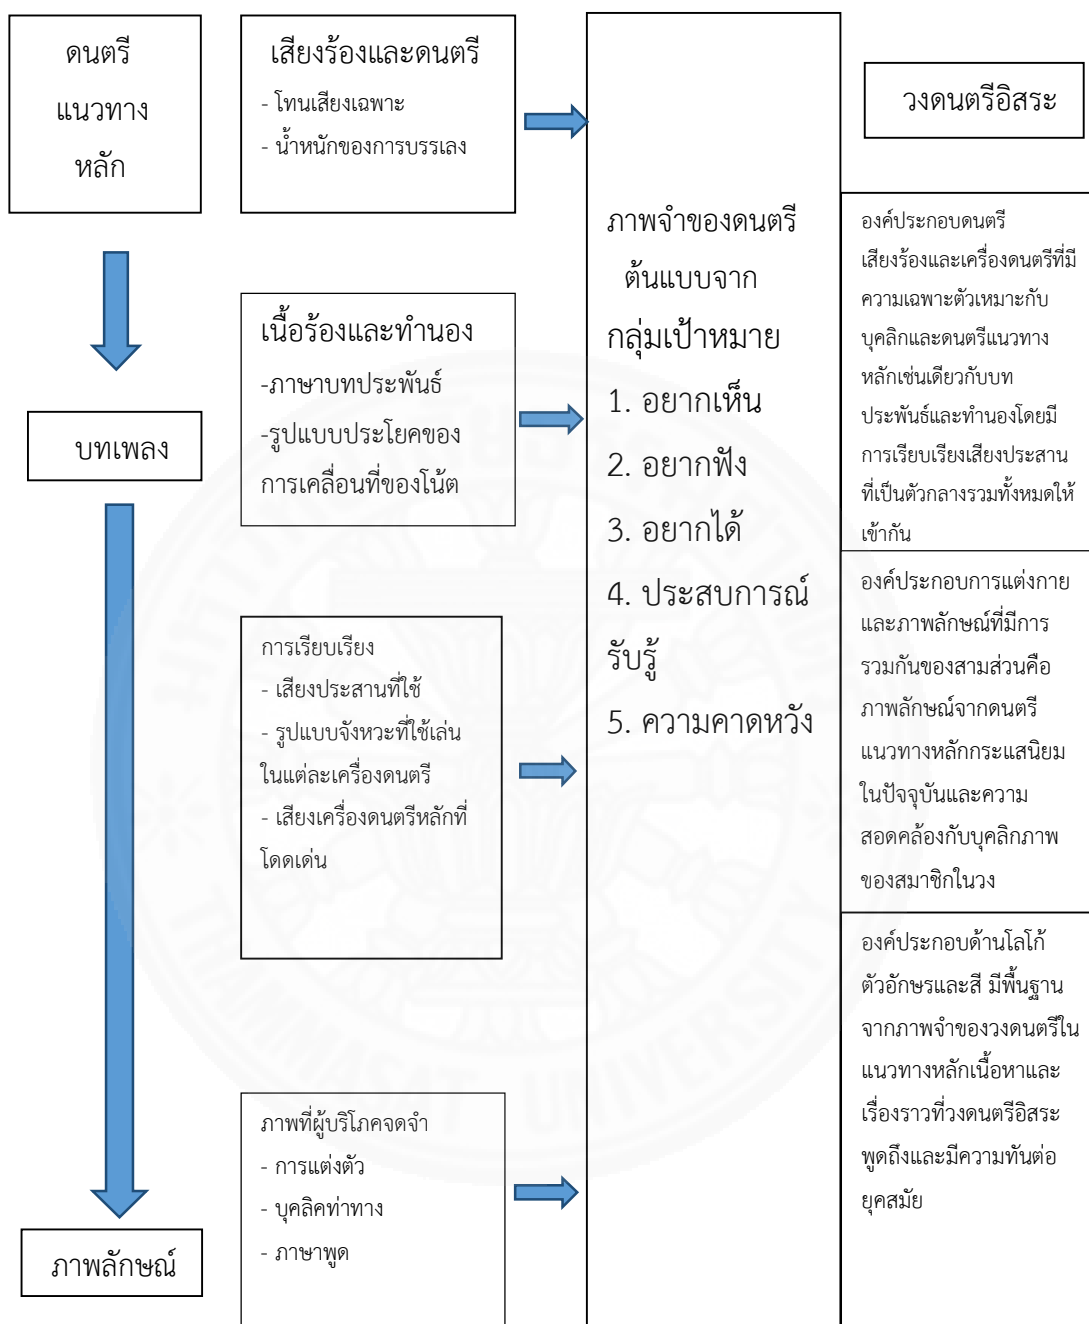 ดนตรี
แนวทาง
หลัก
บทเพลง
ภาพลักษณ์
เสียงร้องและดนตรี
- โทนเสียงเฉพาะ
- น้ำหนักของการบรรเลง
เนื้อร้องและทำนอง
-ภาษาบทประพันธ์
-รูปแบบประโยคของ
การเคลื่อนที่ของโน้ต
การเรียบเรียง
- เสียงประสานที่ใช้
- รูปแบบจังหวะที่ใช้เล่น
ในแต่ละเครื่องดนตรี
- เสียงเครื่องดนตรีหลักที่
โดดเด่น
ภาพที่ผู้บริโภคจดจำ
- การแต่งตัว
- บุคลิคท่าทาง
- ภาษาพูด
ภาพจำของดนตรี
ต้นแบบจาก
กลุ่มเป้าหมาย
1. อยากเห็น
2. อยากฟัง
3. อยากได้
4. ประสบการณ์
รับรู้
5. ความคาดหวัง
วงดนตรีอิสระ
องค์ประกอบดนตรี
เสียงร้องและเครื่องดนตรีที่มี
ความเฉพาะตัวเหมาะกับ
บุคลิกและดนตรีแนวทาง
หลักเช่นเดียวกับบท
ประพันธ์และทำนองโดยมี
การเรียบเรียงเสียงประสาน
ที่เป็นตัวกลางรวมทั้งหมดให้
เข้ากัน
องค์ประกอบการแต่งกาย
และภาพลักษณ์ที่มีการ
รวมกันของสามส่วนคือ
ภาพลักษณ์จากดนตรี
แนวทางหลักกระแสนิยม
ในปัจจุบันและความ
สอดคล้องกับบุคลิกภาพ
ของสมาชิกในวง
องค์ประกอบด้านโลโก้
ตัวอักษรและสี มีพื้นฐาน
จากภาพจำของวงดนตรีใน
แนวทางหลักเนื้อหาและ
เรื่องราวที่วงดนตรีอิสระ
พูดถึงและมีความทันต่อ
ยุคสมัย
THAMMASAT UNIVERSITY